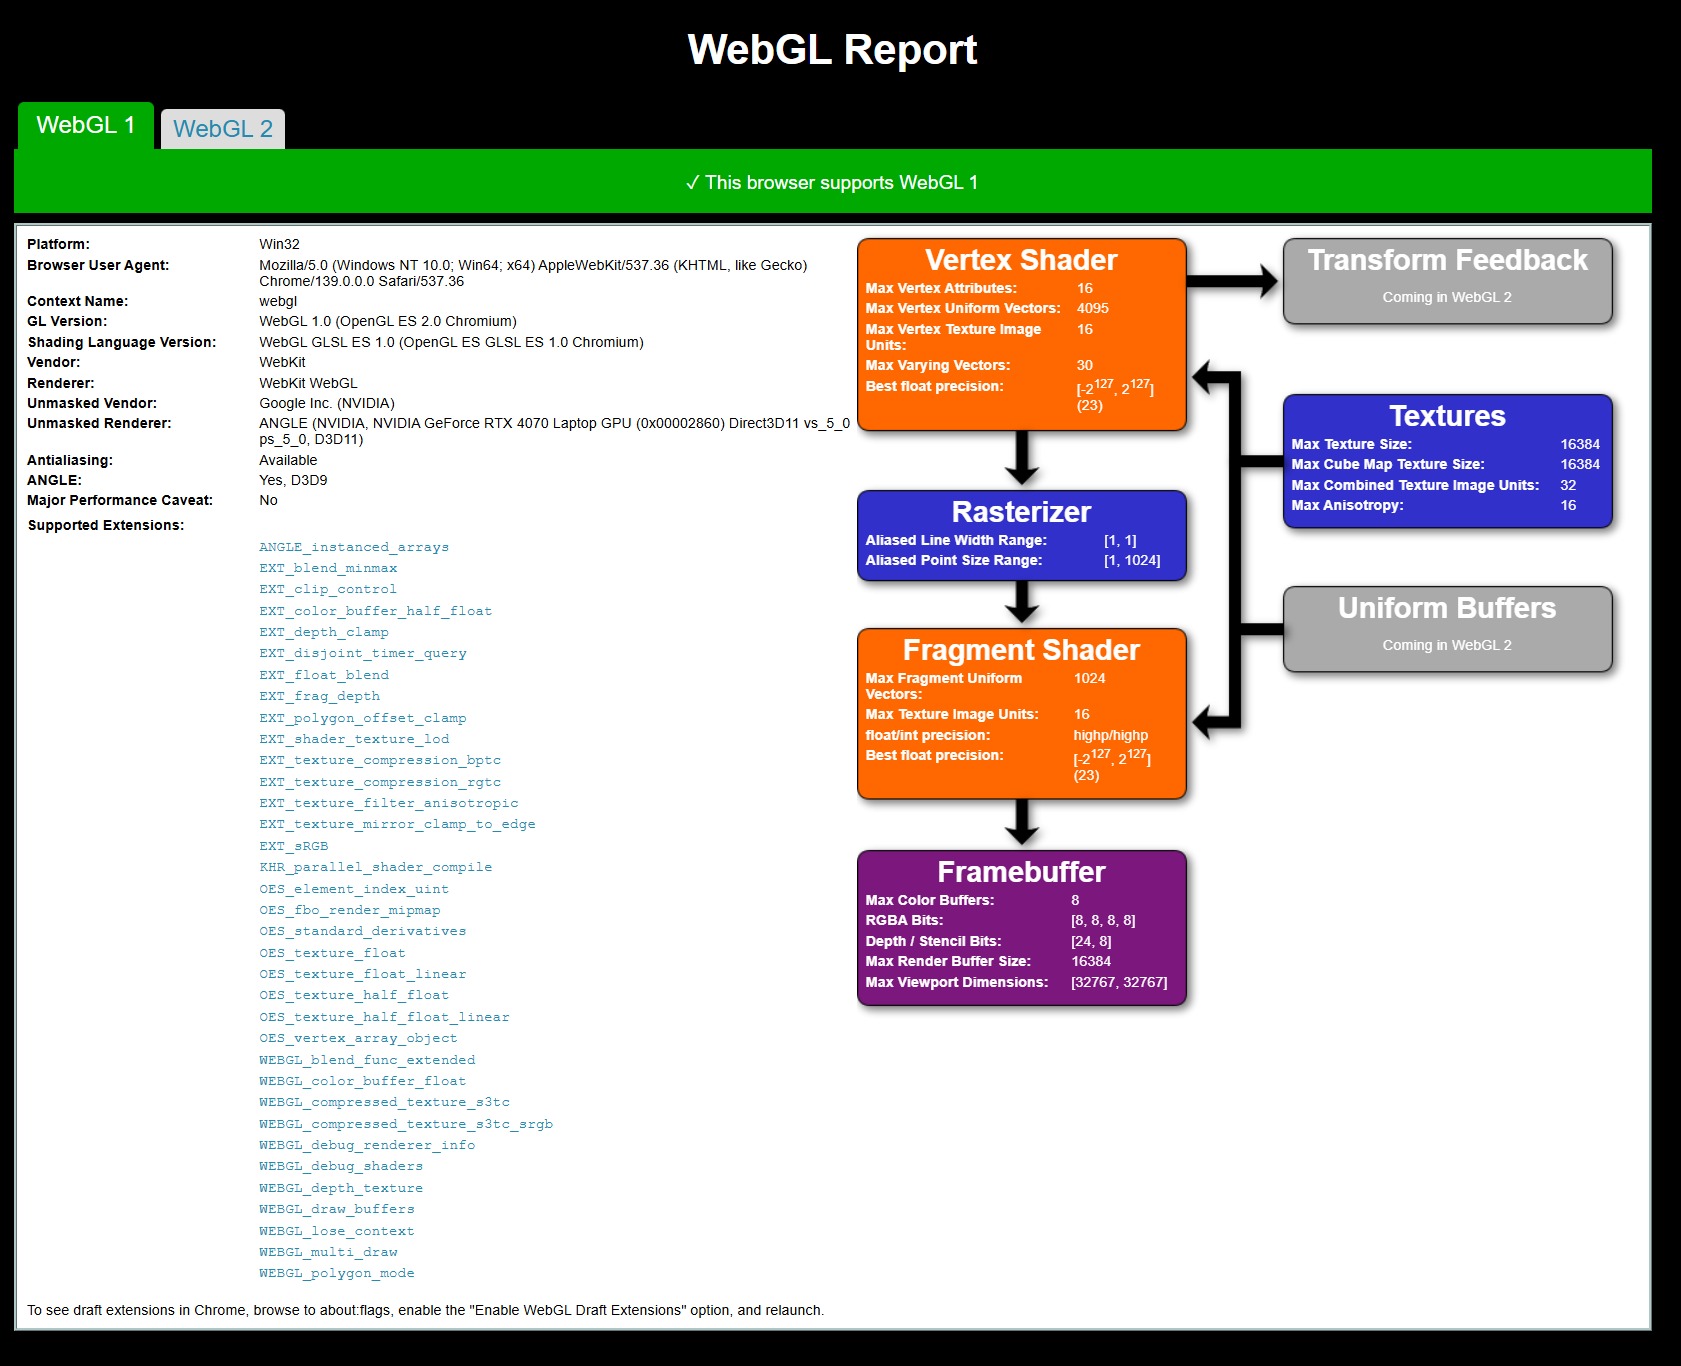 WebGL Report
WebGL 1
WebGL 2
✓ This browser supports WebGL 1
Platform: Win32
Browser User Agent: Mozilla/5.0 (Windows NT 10.0; Win64; x64) AppleWebKit/537.36 (KHTML, like Gecko)
Chrome/139.0.0.0 Safari/537.36
Context Name: webgl
GL Version: WebGL 1.0 (OpenGL ES 2.0 Chromium)
Shading Language Version: WebGL GLSL ES 1.0 (OpenGL ES GLSL ES 1.0 Chromium)
Vendor: WebKit
Renderer: WebKit WebGL
Unmasked Vendor: Google Inc. (NVIDIA)
Unmasked Renderer: ANGLE (NVIDIA, NVIDIA GeForce RTX 4070 Laptop GPU (0x00002860) Direct3D11 vs_5_0
ps_5_0, D3D11)
Antialiasing: Available
ANGLE: Yes, D3D9
Major Performance Caveat: No
Supported Extensions:
ANGLE_instanced_arrays
EXT_blend_minmax
EXT_clip_control
EXT_color_buffer_half_float
EXT_depth_clamp
EXT_disjoint_timer_query
EXT_float_blend
EXT_frag_depth
EXT_polygon_offset_clamp
EXT_shader_texture_lod
EXT_texture_compression_bptc
EXT_texture_compression_rgtc
EXT_texture_filter_anisotropic
EXT_texture_mirror_clamp_to_edge
EXT_sRGB
KHR_parallel_shader_compile
OES_element_index_uint
OES_fbo_render_mipmap
OES_standard_derivatives
OES_texture_float
OES_texture_float_linear
OES_texture_half_float
OES_texture_half_float_linear
OES_vertex_array_object
WEBGL_blend_func_extended
WEBGL_color_buffer_float
WEBGL_compressed_texture_s3tc
WEBGL_compressed_texture_s3tc_srgb
WEBGL_debug_renderer_info
WEBGL_debug_shaders
WEBGL_depth_texture
WEBGL_draw_buffers
WEBGL_lose_context
WEBGL_multi_draw
WEBGL_polygon_mode
To see draft extensions in Chrome, browse to about:flags, enable the "Enable WebGL Draft Extensions" option, and relaunch.
Vertex Shader
Max Vertex Attributes: 16
Max Vertex Uniform Vectors: 4095
Max Vertex Texture Image 16
Units:
Max Varying Vectors: 30
Best float precision: [-2^127, 2^127]
(23)
Rasterizer
Aliased Line Width Range: [1, 1]
Aliased Point Size Range: [1, 1024]
Fragment Shader
Max Fragment Uniform 1024
Vectors:
Max Texture Image Units: 16
float/int precision: highp/highp
Best float precision: [-2^127, 2^127]
(23)
Framebuffer
Max Color Buffers: 8
RGBA Bits: [8, 8, 8, 8]
Depth / Stencil Bits: [24, 8]
Max Render Buffer Size: 16384
Max Viewport Dimensions: [32767, 32767]
Transform Feedback
Coming in WebGL 2
Textures
Max Texture Size: 16384
Max Cube Map Texture Size: 16384
Max Combined Texture Image Units: 32
Max Anisotropy: 16
Uniform Buffers
Coming in WebGL 2